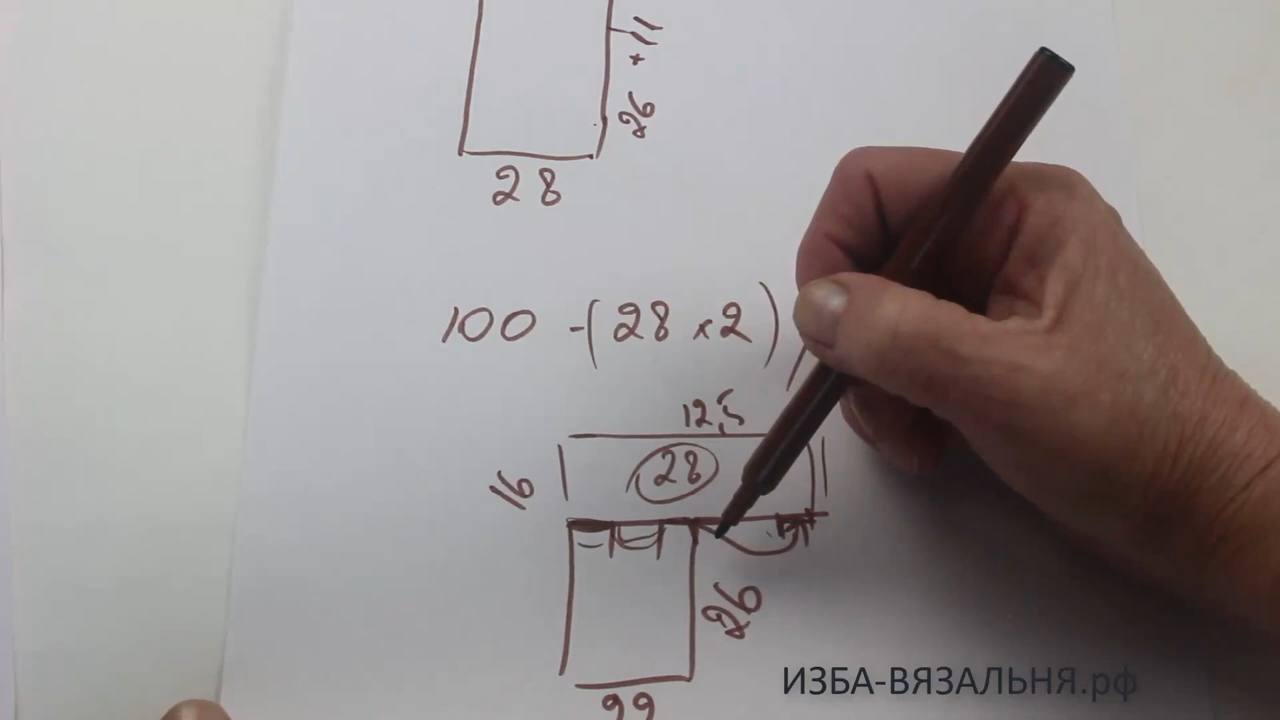 26 + 11
28
100 - (28 × 2)
12,5
28
16
26
99
ИЗБА-ВЯЗАЛЬНЯ.рф